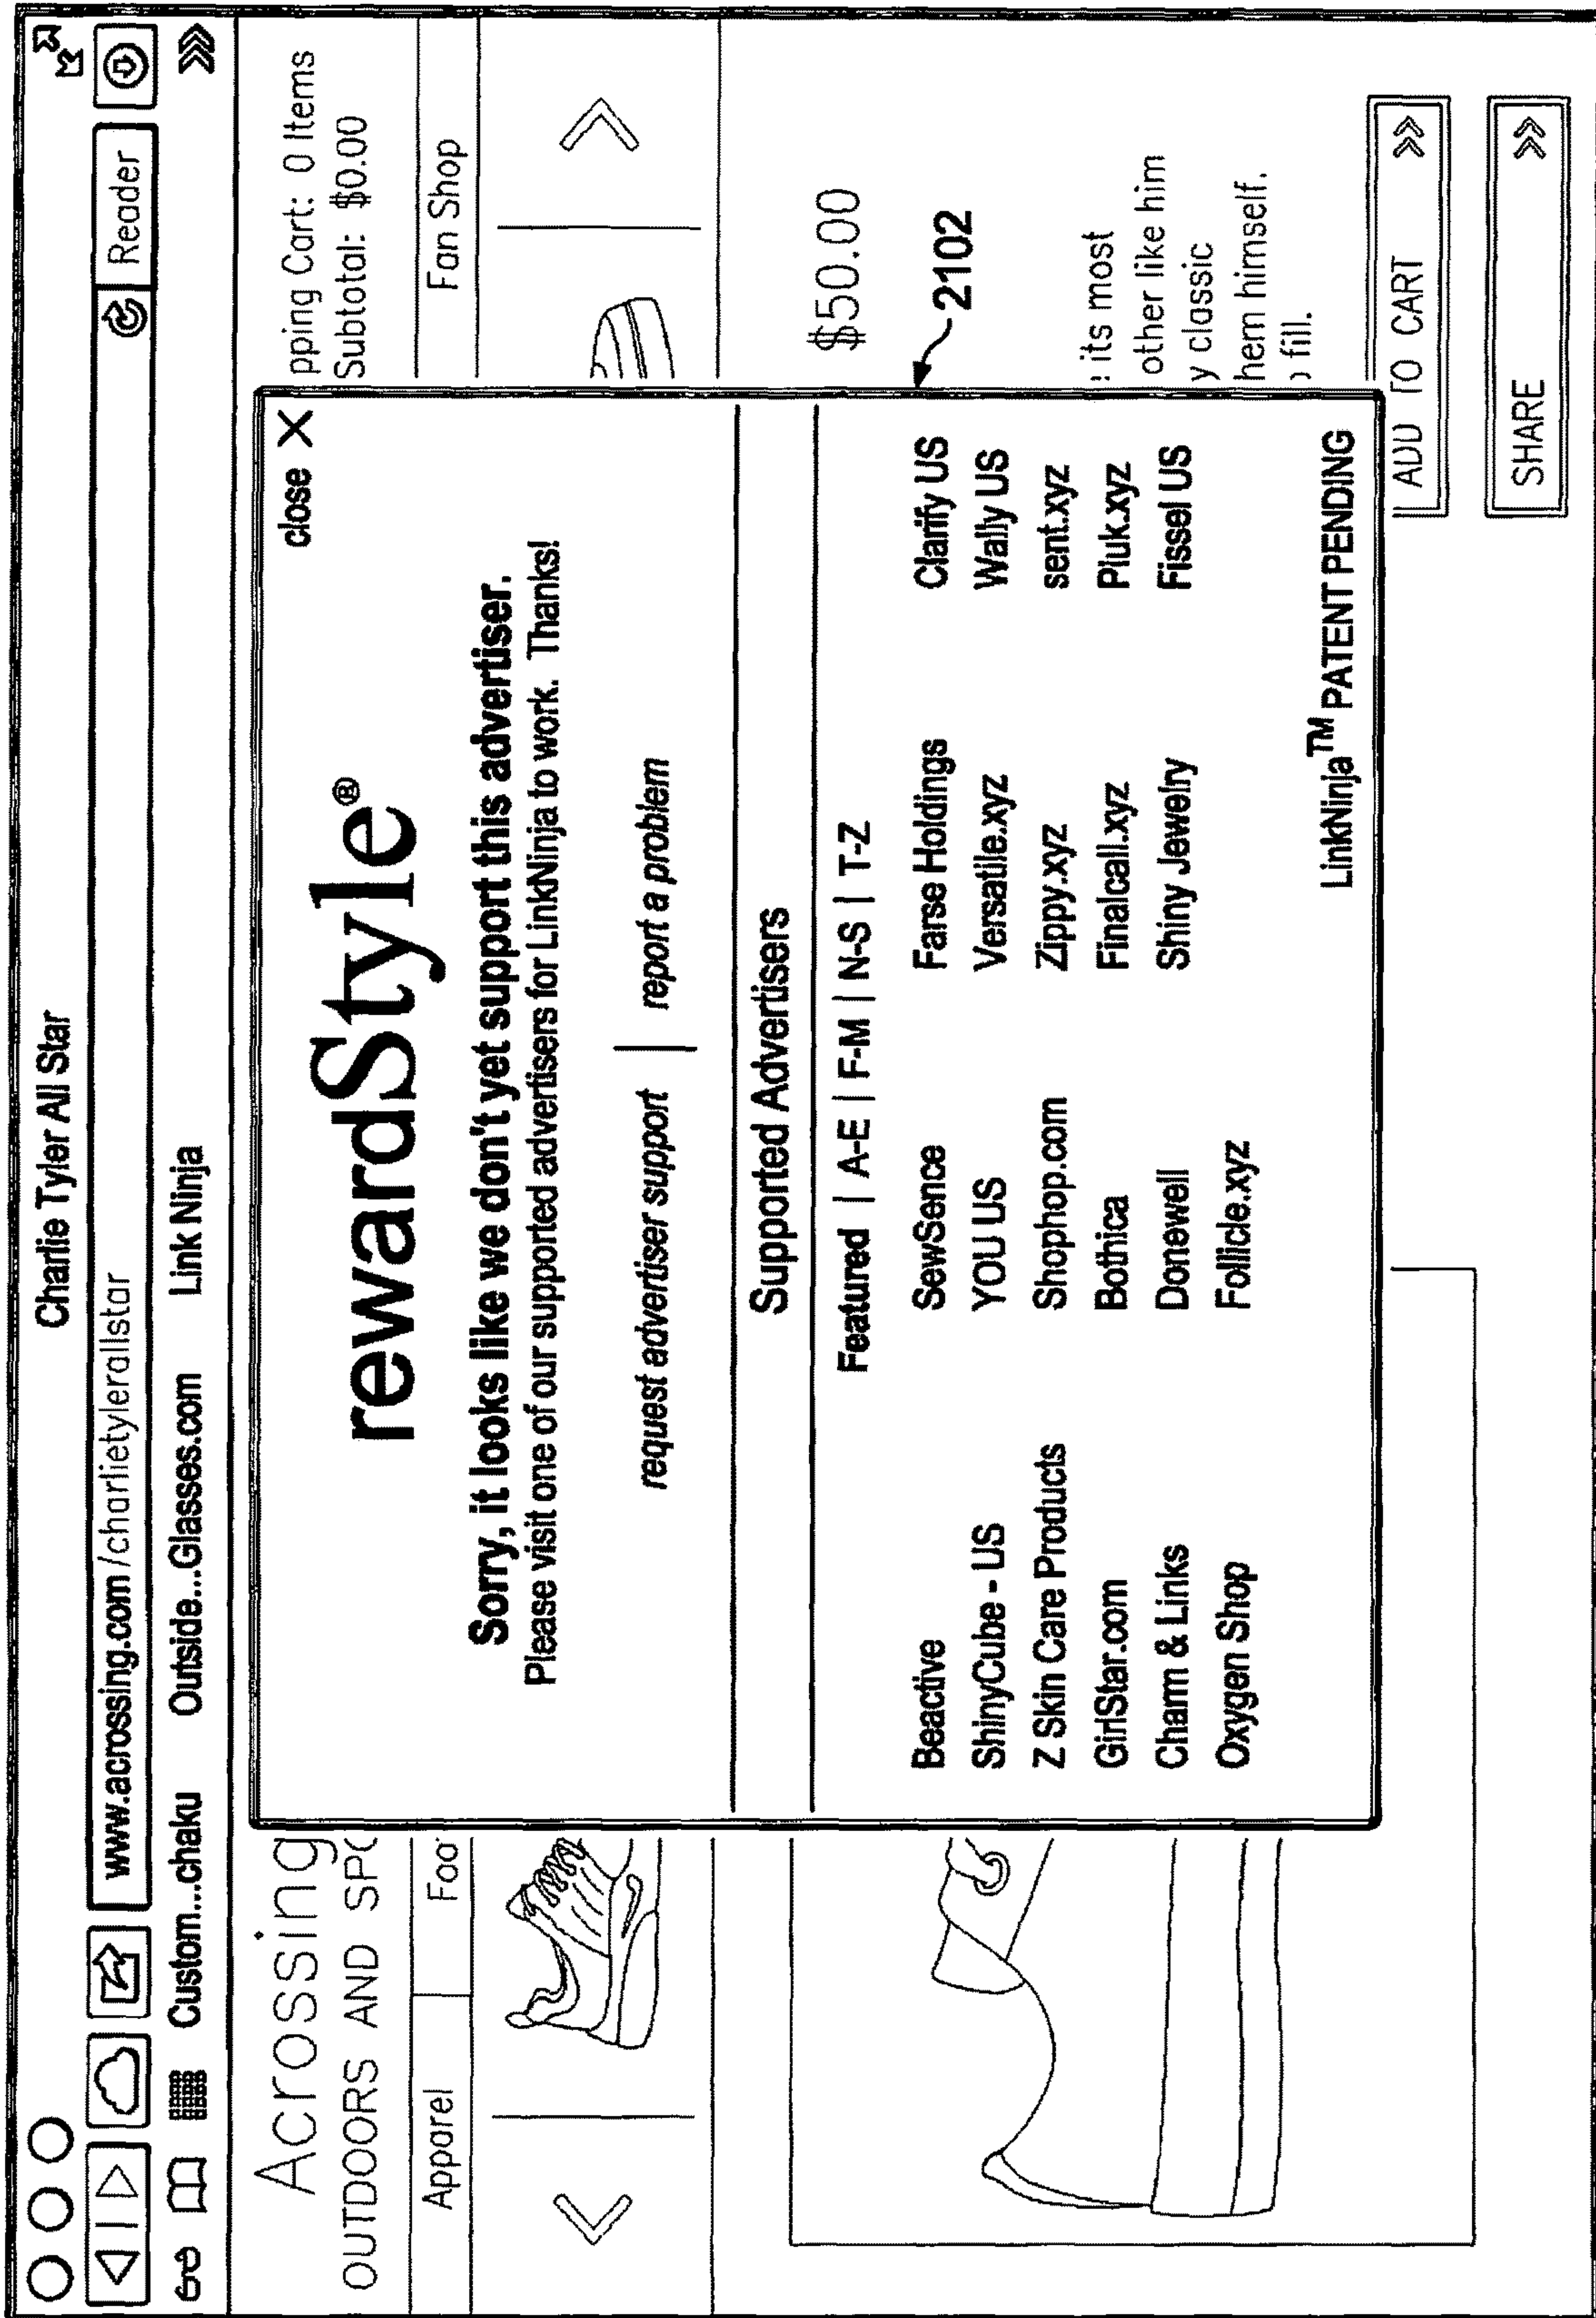 Charlie Tyler All Star
www.acrossing.com/charlietylerallstar
Reader
Custom...chaku Outside...Glasses.com Link Ninja
Acrossing
OUTDOORS AND SPO
pping Cart: 0 Items
Subtotal: $0.00
Apparel Foo Fan Shop
close X
rewardStyle®
Sorry, it looks like we don't yet support this advertiser.
Please visit one of our supported advertisers for LinkNinja to work. Thanks!
request advertiser support | report a problem
Supported Advertisers
Featured | A-E | F-M | N-S | T-Z
Beactive SewSence Farse Holdings Clarify US
ShinyCube - US YOU US Versatile.xyz Wally US
Z Skin Care Products Shophop.com Zippy.xyz sent.xyz
GirlStar.com Bothica Finalcall.xyz Pluk.xyz
Charm & Links Donewell Shiny Jewelry Fissel US
Oxygen Shop Follicle.xyz
LinkNinja™ PATENT PENDING
$50.00
2102
its most
other like him
y classic
hem himself.
fill.
ADD TO CART >>
SHARE >>